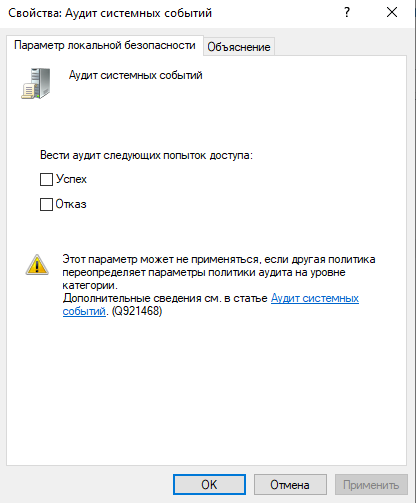 Свойства: Аудит системных событий
Параметр локальной безопасности
Объяснение
Аудит системных событий
Вести аудит следующих попыток доступа:
Успех
Отказ
Этот параметр может не применяться, если другая политика
переопределяет параметры политики аудита на уровне
категории.
Дополнительные сведения см. в статье Аудит системных
событий. (Q921468)
OK
Отмена
Применить